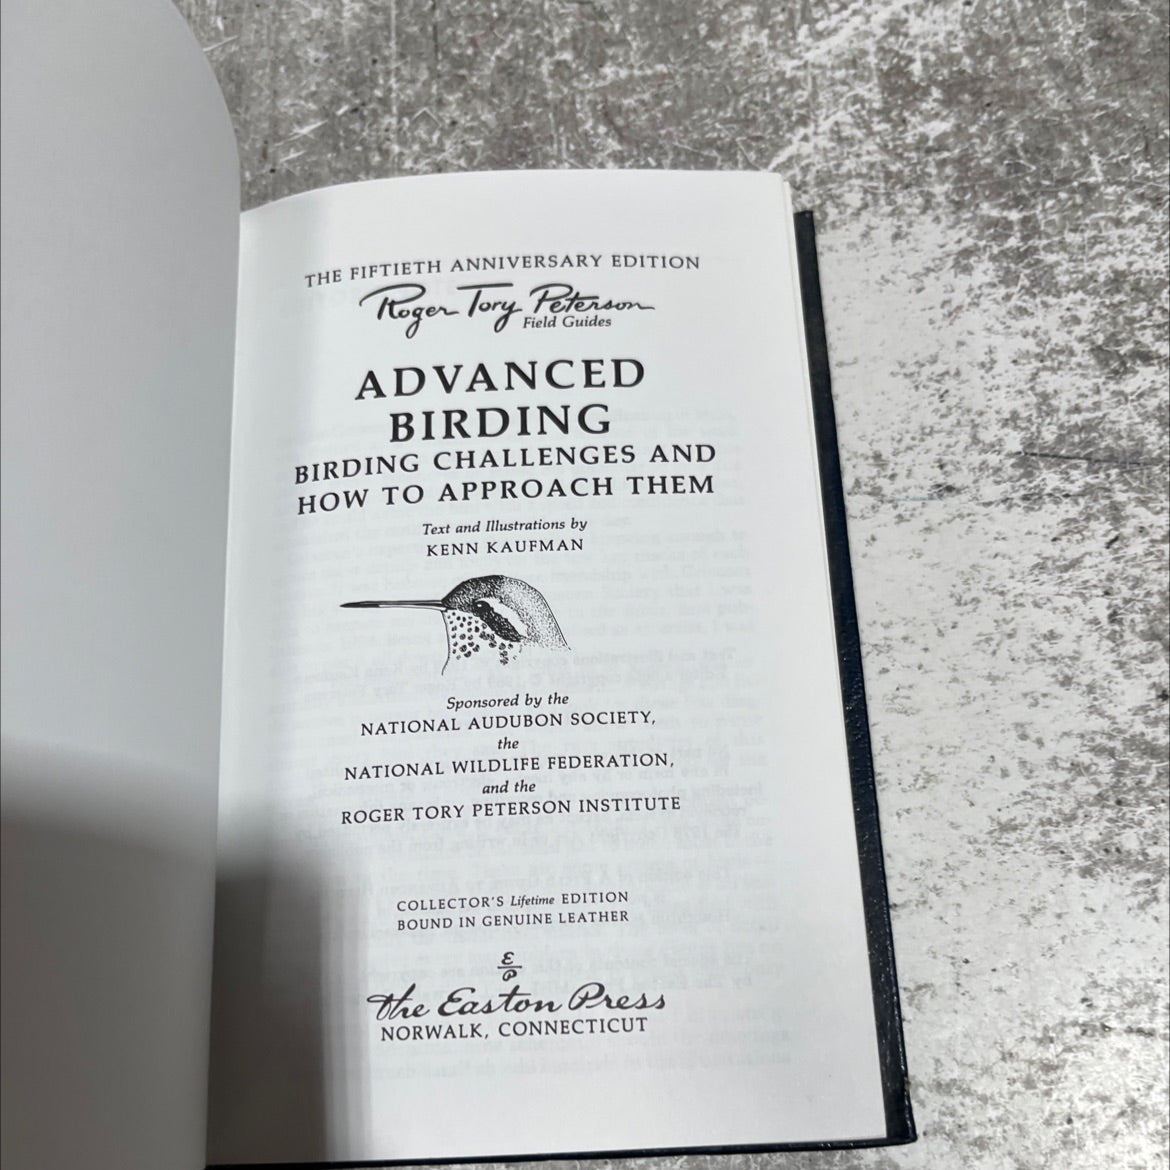 THE FIFTIETH ANNIVERSARY EDITION
Roger Tory Peterson
Field Guides
ADVANCED
BIRDING
BIRDING CHALLENGES AND
HOW TO APPROACH THEM
Text and Illustrations by
KENN KAUFMAN
Sponsored by the
NATIONAL AUDUBON SOCIETY,
the
NATIONAL WILDLIFE FEDERATION,
and the
ROGER TORY PETERSON INSTITUTE
COLLECTOR'S Lifetime EDITION
BOUND IN GENUINE LEATHER
E
P
The Easton Press
NORWALK, CONNECTICUT